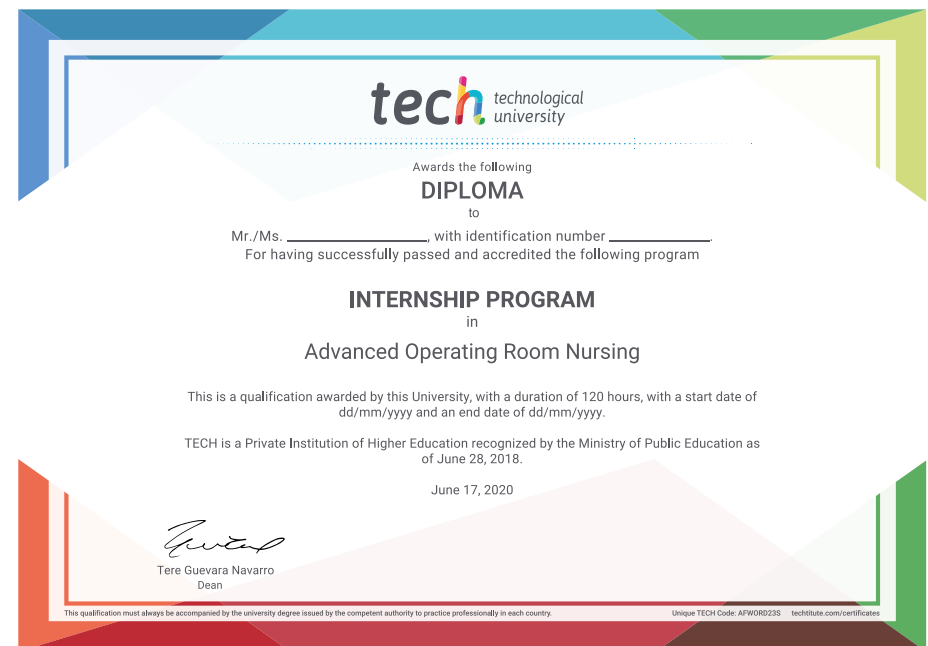 tech technological
university
Awards the following
DIPLOMA
to
Mr./Ms. ____________, with identification number ____________.
For having successfully passed and accredited the following program
INTERNSHIP PROGRAM
in
Advanced Operating Room Nursing
This is a qualification awarded by this University, with a duration of 120 hours, with a start date of
dd/mm/yyyy and an end date of dd/mm/yyyy.
TECH is a Private Institution of Higher Education recognized by the Ministry of Public Education as
of June 28, 2018.
June 17, 2020
Tere Guevara Navarro
Dean
This qualification must always be accompanied by the university degree issued by the competent authority to practice professionally in each country. Unique TECH Code: AFWORD23S techtitute.com/certificates